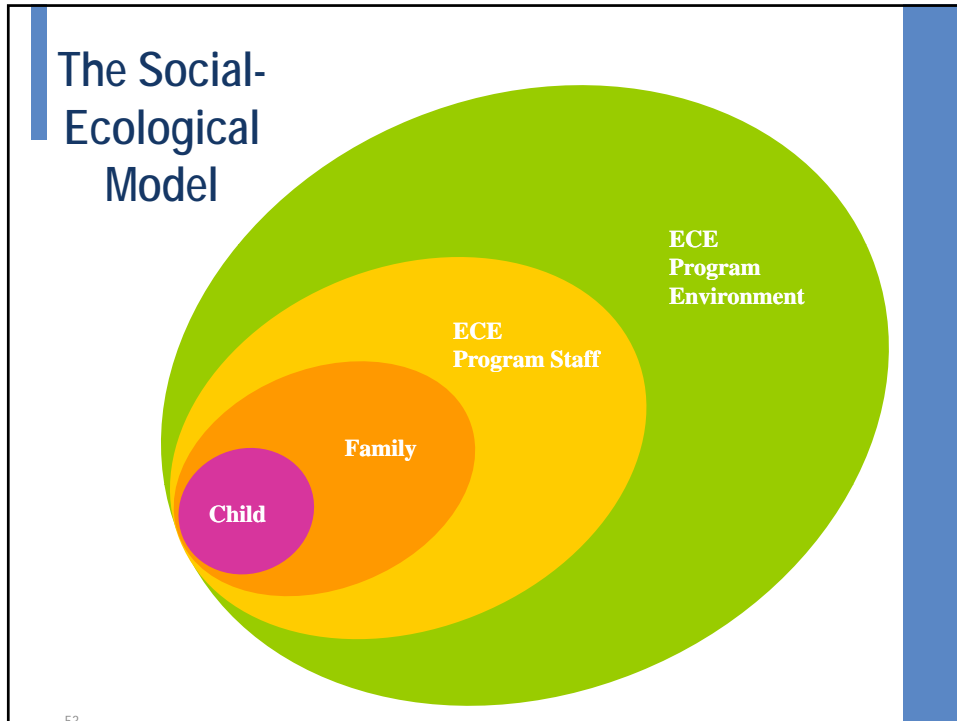 The Social-
Ecological
Model
ECE
Program
Environment
ECE
Program Staff
Family
Child